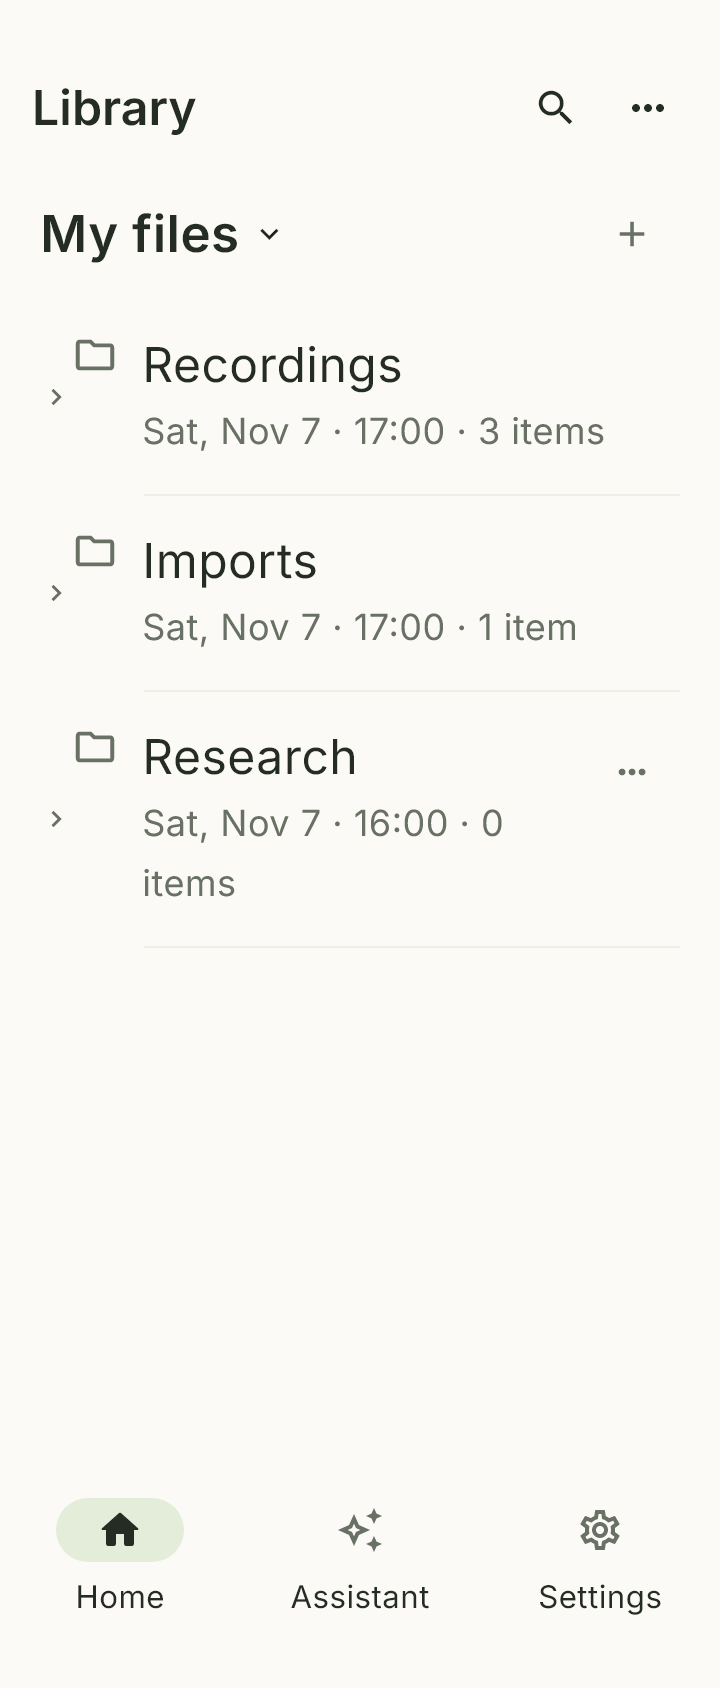 Library
My files
Recordings
Sat, Nov 7 · 17:00 · 3 items
Imports
Sat, Nov 7 · 17:00 · 1 item
Research
Sat, Nov 7 · 16:00 · 0
items
Home
Assistant
Settings